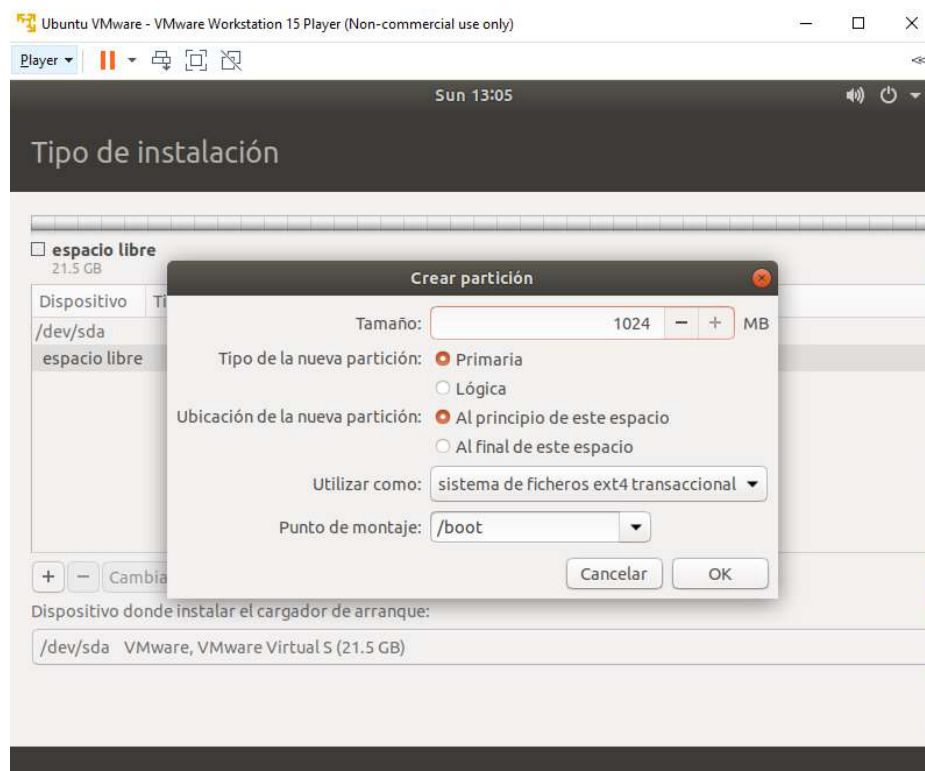 Ubuntu VMware - VMware Workstation 15 Player (Non-commercial use only)
Player
Sun 13:05
Tipo de instalación
espacio libre
21.5 GB
Crear partición
Dispositivo Ti
Tamaño: 1024 MB
/dev/sda
espacio libre
Tipo de la nueva partición: Primaria
Lógica
Ubicación de la nueva partición: Al principio de este espacio
Al final de este espacio
Utilizar como: sistema de ficheros ext4 transaccional
Punto de montaje: /boot
Cancelar OK
+ - Cambia
Dispositivo donde instalar el cargador de arranque:
/dev/sda VMware, VMware Virtual S (21.5 GB)